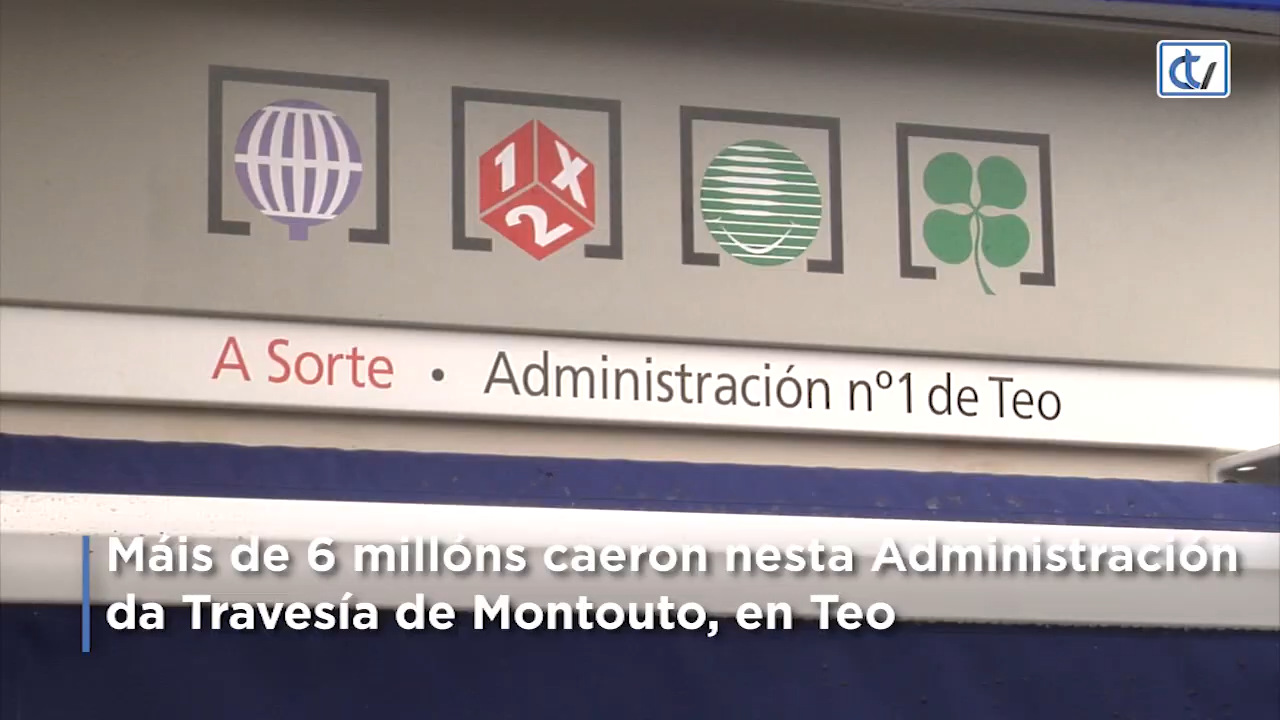 1 X 2
A Sorte • Administración nº1 de Teo
Máis de 6 millóns caeron nesta Administración
da Travesía de Montouto, en Teo